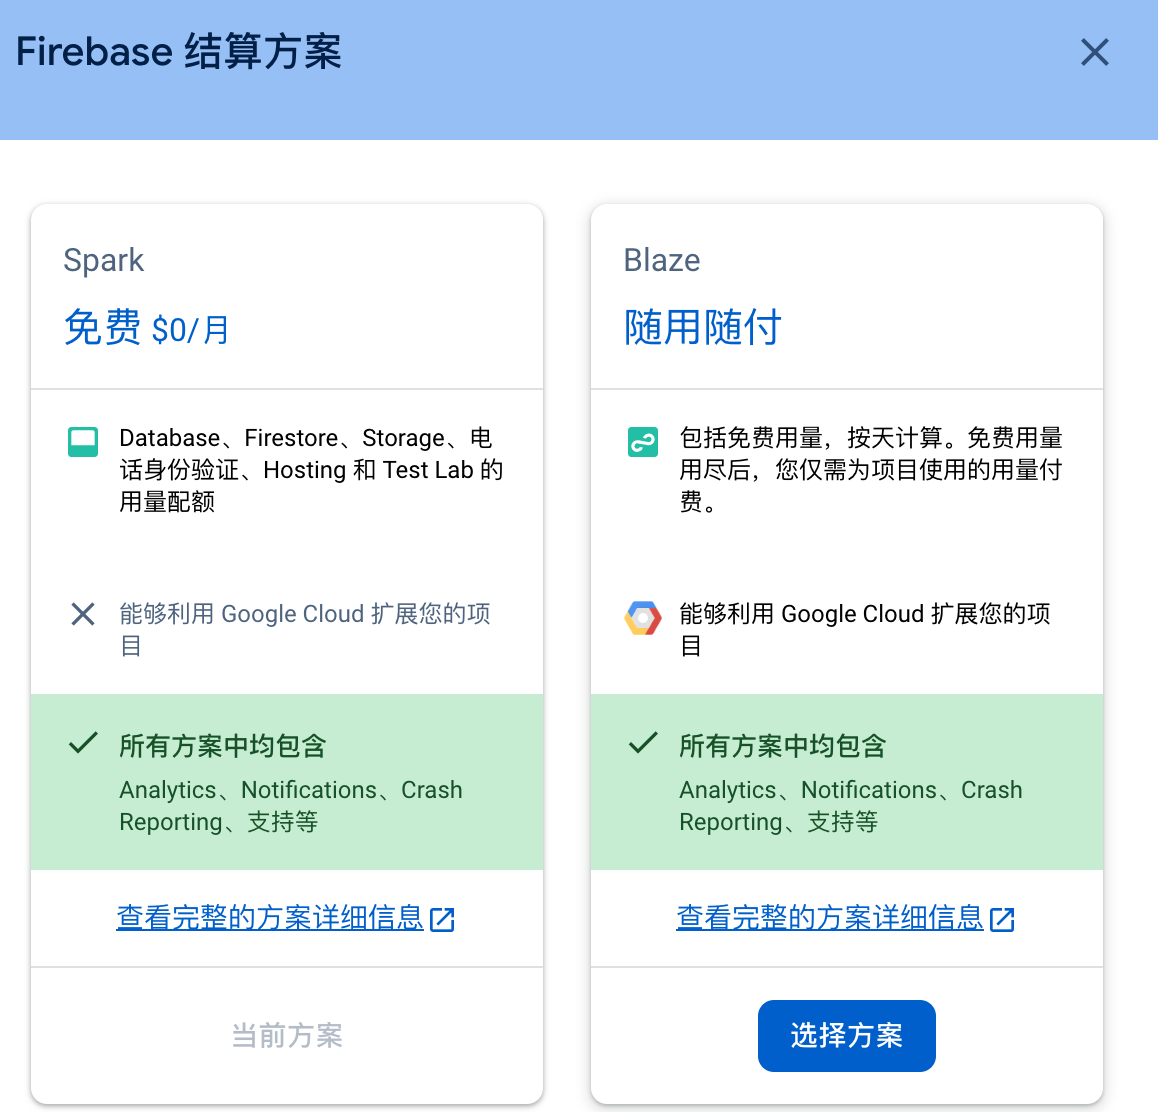 Firebase 结算方案
Spark
免费 $0/月
Database、Firestore、Storage、电
话身份验证、Hosting 和 Test Lab 的
用量配额
能够利用 Google Cloud 扩展您的项
目
所有方案中均包含
Analytics、Notifications、Crash
Reporting、支持等
查看完整的方案详细信息
当前方案
Blaze
随用随付
包括免费用量，按天计算。免费用量
用尽后，您仅需为项目使用的用量付
费。
能够利用 Google Cloud 扩展您的项
目
所有方案中均包含
Analytics、Notifications、Crash
Reporting、支持等
查看完整的方案详细信息
选择方案